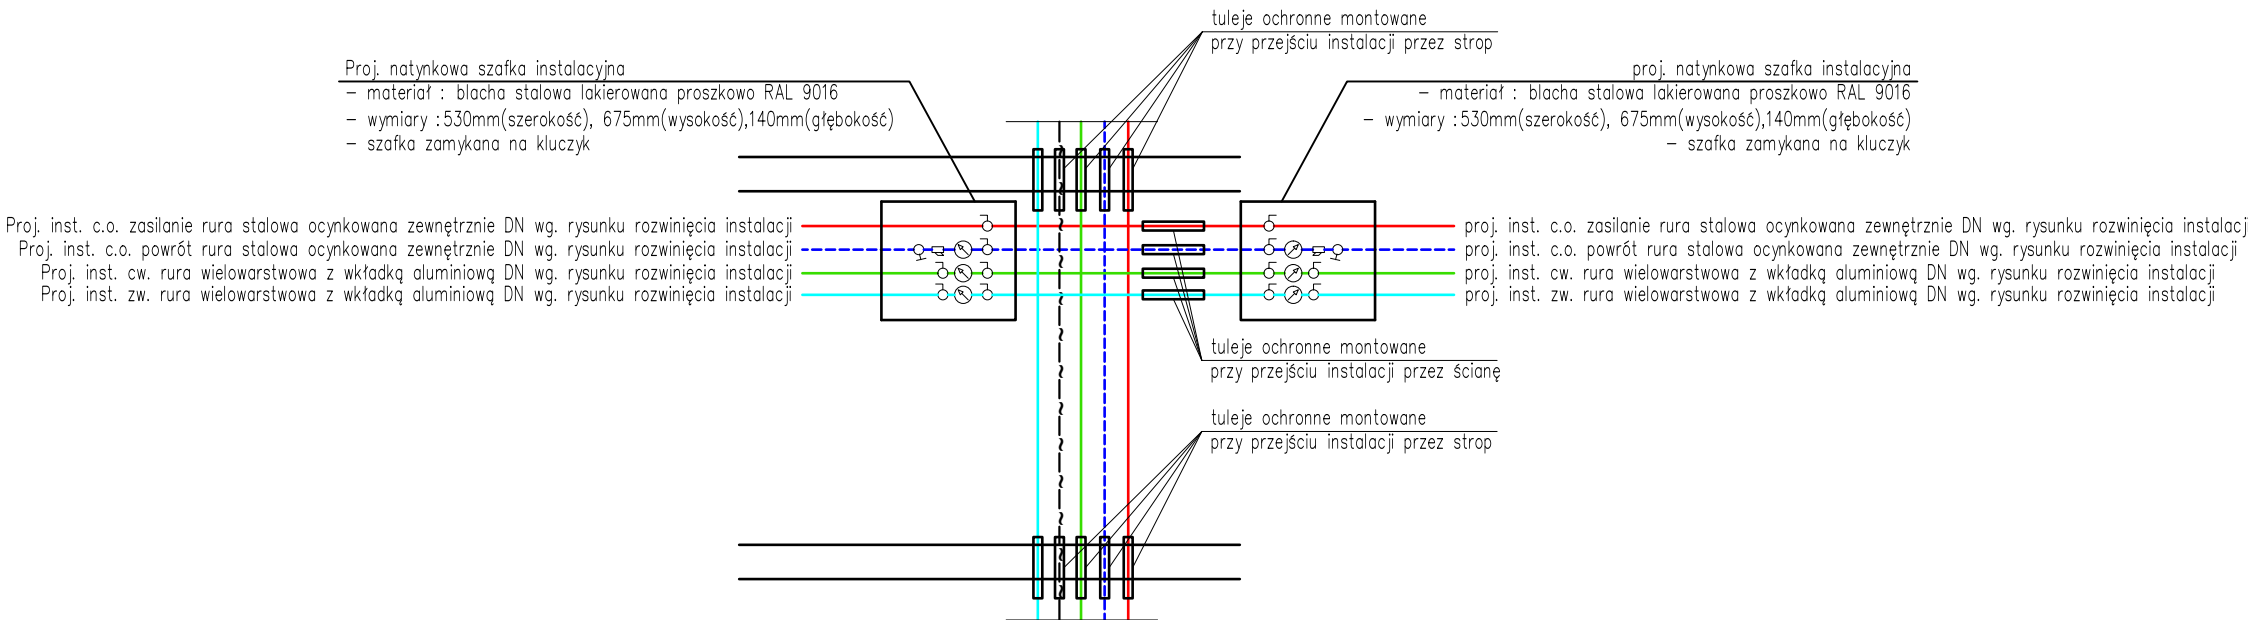 tuleje ochronne montowane
przy przejściu instalacji przez strop
Proj. natynkowa szafka instalacyjna
- materiał : blacha stalowa lakierowana proszkowo RAL 9016
- wymiary :530mm(szerokość), 675mm(wysokość),140mm(głębokość)
- szafka zamykana na kluczyk
proj. natynkowa szafka instalacyjna
- materiał : blacha stalowa lakierowana proszkowo RAL 9016
- wymiary :530mm(szerokość), 675mm(wysokość),140mm(głębokość)
- szafka zamykana na kluczyk
Proj. inst. c.o. zasilanie rura stalowa ocynkowana zewnętrznie DN wg. rysunku rozwinięcia instalacji
Proj. inst. c.o. powrót rura stalowa ocynkowana zewnętrznie DN wg. rysunku rozwinięcia instalacji
Proj. inst. cw. rura wielowarstwowa z wkładką aluminiową DN wg. rysunku rozwinięcia instalacji
Proj. inst. zw. rura wielowarstwowa z wkładką aluminiową DN wg. rysunku rozwinięcia instalacji
proj. inst. c.o. zasilanie rura stalowa ocynkowana zewnętrznie DN wg. rysunku rozwinięcia instalacj
proj. inst. c.o. powrót rura stalowa ocynkowana zewnętrznie DN wg. rysunku rozwinięcia instalacji
proj. inst. cw. rura wielowarstwowa z wkładką aluminiową DN wg. rysunku rozwinięcia instalacji
proj. inst. zw. rura wielowarstwowa z wkładką aluminiową DN wg. rysunku rozwinięcia instalacji
tuleje ochronne montowane
przy przejściu instalacji przez ścianę
tuleje ochronne montowane
przy przejściu instalacji przez strop